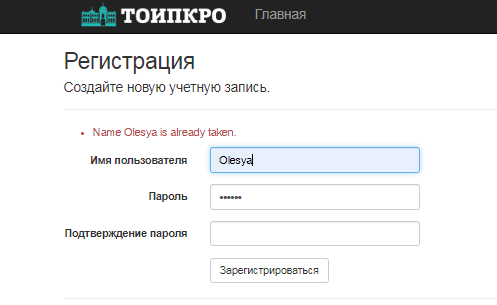 ТОИПКРО Главная
Регистрация
Создайте новую учетную запись.
Name Olesya is already taken.
Имя пользователя Olesya
Пароль ••••••
Подтверждение пароля
Зарегистрироваться